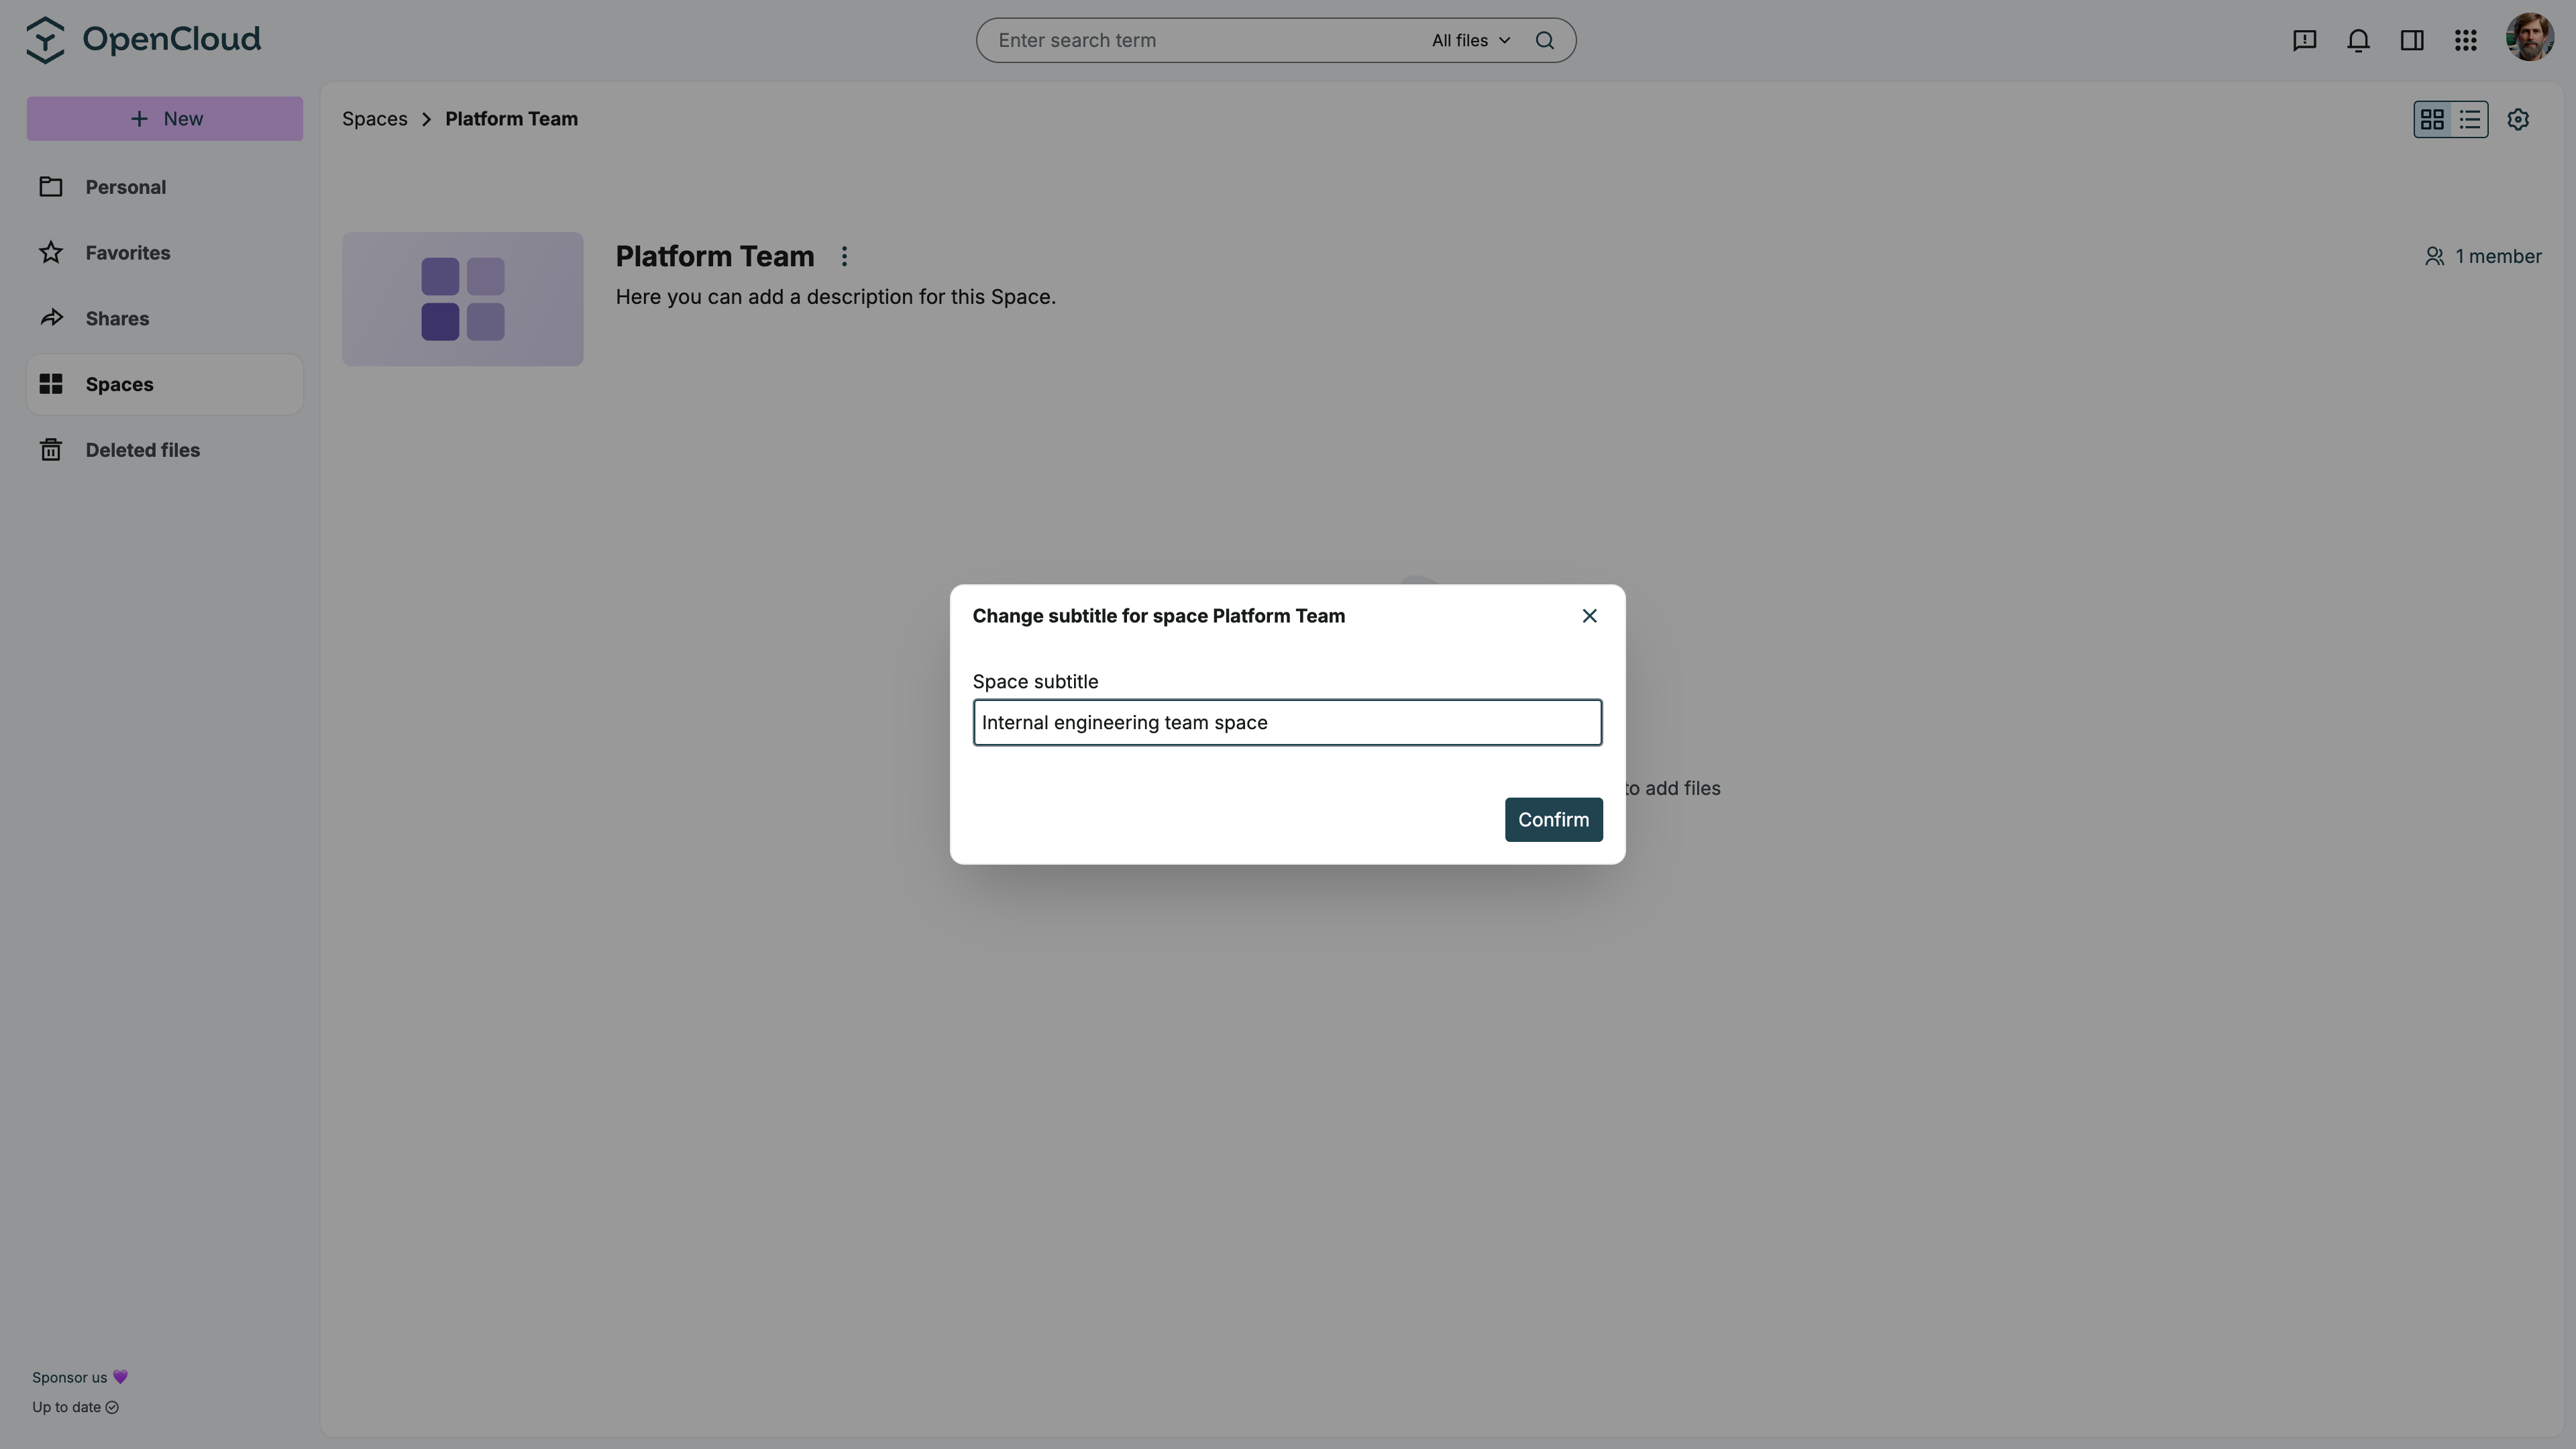 OpenCloud
Enter search term
All files
New
Spaces
Platform Team
Personal
Favorites
Shares
Spaces
Deleted files
Platform Team
1 member
Here you can add a description for this Space.
Change subtitle for space Platform Team
Space subtitle
Internal engineering team space
to add files
Confirm
Sponsor us 💜
Up to date